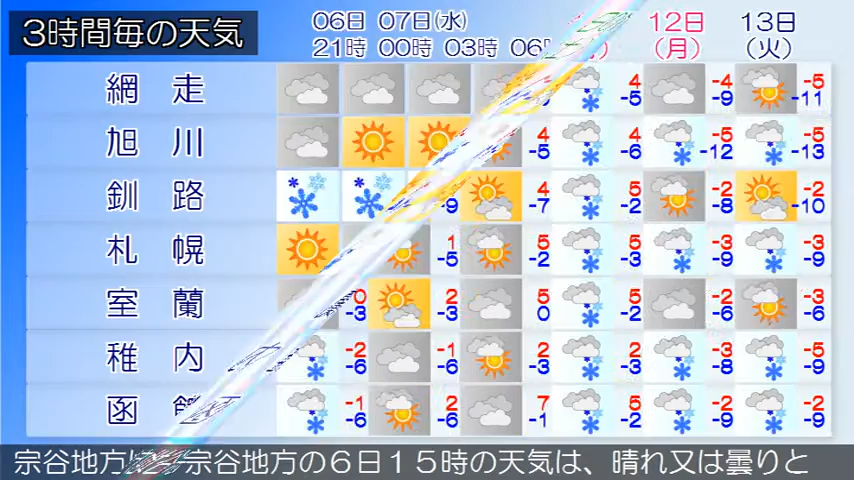 3時間毎の天気
06日 07日(水) 12日 13日
21時 00時 03時 06 (月) (火)
網走 4 -5 -4 -9 -5 -11
旭川 4 -5 4 -6 -5 -12 -5 -13
釧路 -9 4 -7 5 -2 -2 -8 -2 -10
札幌 1 -5 5 -2 5 -3 -3 -9 -3 -9
室蘭 0 -3 2 -3 5 0 5 -2 -2 -6 -3 -6
稚内 -2 -6 -1 -6 2 -3 2 -3 -3 -8 -5 -9
函 -1 -6 2 -6 7 -1 5 -2 -2 -9 -2 -9
宗谷地方 宗谷地方の6日15時の天気は、晴れ又は曇りと